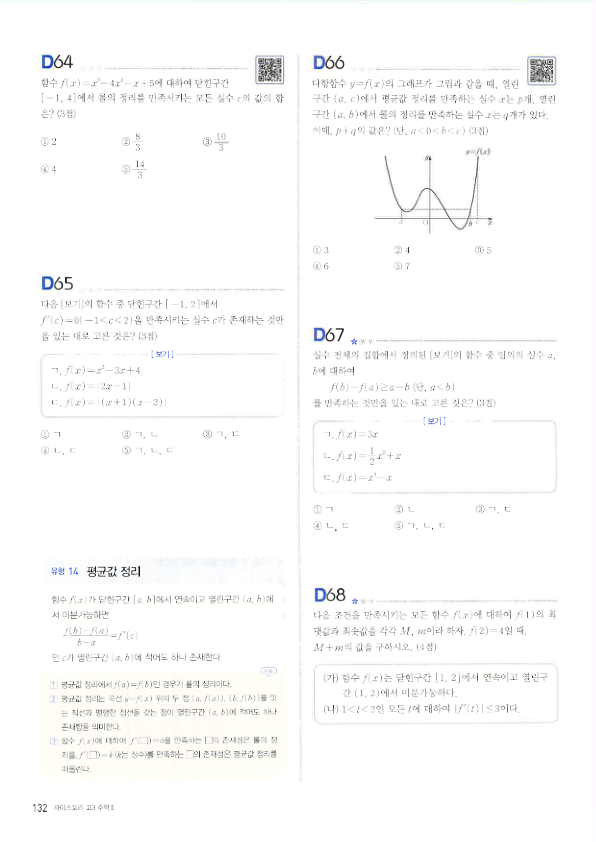 D64
함수 f(x)=x³-4x²-x+5에 대하여 닫힌구간
[-1, 4]에서 롤의 정리를 만족시키는 모든 실수 c의 값의 합
은? (3점)
① 2 ② 8/3 ③ 10/3
④ 4 ⑤ 14/3
D65
다음 [보기]의 함수 중 닫힌구간 [-1, 2]에서
f'(c)=0(-1<c<2)을 만족시키는 실수 c가 존재하는 것만
을 있는 대로 고른 것은? (3점)
[보기]
ㄱ. f(x)=x²-3x+4
ㄴ. f(x)=|2x-1|
ㄷ. f(x)=|(x+1)(x-2)|
① ㄱ ② ㄱ, ㄴ ③ ㄱ, ㄷ
④ ㄴ, ㄷ ⑤ ㄱ, ㄴ, ㄷ
유형 14 평균값 정리
함수 f(x)가 닫힌구간 [a, b]에서 연속이고 열린구간 (a, b)에
서 미분가능하면
f(b)-f(a)/b-a=f'(c)
인 c가 열린구간 (a, b)에 적어도 하나 존재한다.
1 평균값 정리에서 f(a)=f(b)인 경우가 롤의 정리이다.
2 평균값 정리는 곡선 y=f(x) 위의 두 점 (a, f(a)), (b, f(b))를 잇
는 직선과 평행한 접선을 갖는 점이 열린구간 (a, b)에 적어도 하나
존재함을 의미한다.
3 함수 f(x)에 대하여 f'(□)=0을 만족하는 □의 존재성은 롤의 정
리를, f'(□)=k (k는 상수)를 만족하는 □의 존재성은 평균값 정리를
떠올린다.
132 자이스토리 고3 수학Ⅱ
D66
다항함수 y=f(x)의 그래프가 그림과 같을 때, 열린
구간 (a, c)에서 평균값 정리를 만족하는 실수 x는 p개, 열린
구간 (a, b)에서 롤의 정리를 만족하는 실수 x는 q개가 있다.
이때, p+q의 값은? (단, a<0<b<c) (3점)
y=f(x)
a O b c x
① 3 ② 4 ③ 5
④ 6 ⑤ 7
D67
실수 전체의 집합에서 정의된 [보기]의 함수 중 임의의 실수 a,
b에 대하여
f(b)-f(a)≥a-b (단, a<b)
를 만족하는 것만을 있는 대로 고른 것은? (3점)
[보기]
ㄱ. f(x)=3x
ㄴ. f(x)=1/2x²+x
ㄷ. f(x)=x³-x
① ㄱ ② ㄴ ③ ㄱ, ㄷ
④ ㄴ, ㄷ ⑤ ㄱ, ㄴ, ㄷ
D68
다음 조건을 만족시키는 모든 함수 f(x)에 대하여 f(1)의 최
댓값과 최솟값을 각각 M, m이라 하자. f(2)=4일 때,
M+m의 값을 구하시오. (4점)
(가) 함수 f(x)는 닫힌구간 [1, 2]에서 연속이고 열린구
간 (1, 2)에서 미분가능하다.
(나) 1<t<2인 모든 t에 대하여 |f'(t)|≤3이다.